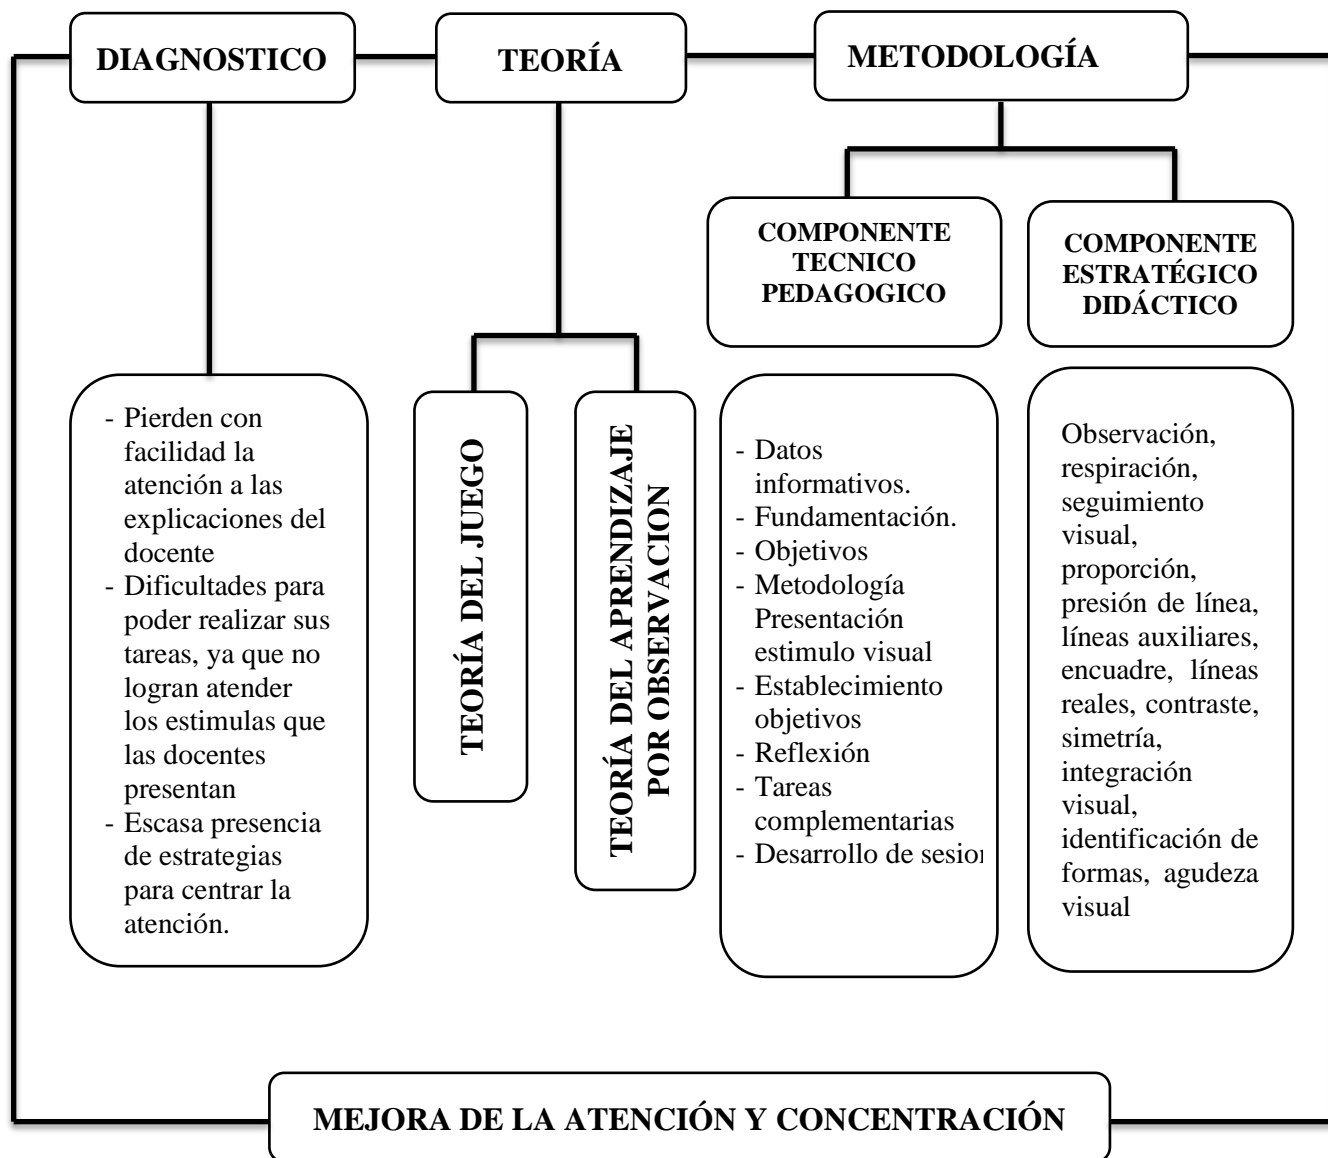 DIAGNOSTICO
TEORÍA
METODOLOGÍA
COMPONENTE
TECNICO
PEDAGOGICO
COMPONENTE
ESTRATÉGICO
DIDÁCTICO
- Pierden con
facilidad la
atención a las
explicaciones del
docente
- Dificultades para
poder realizar sus
tareas, ya que no
logran atender
los estimulas que
las docentes
presentan
- Escasa presencia
de estrategias
para centrar la
atención.
TEORÍA DEL JUEGO
TEORÍA DEL APRENDIZAJE
POR OBSERVACION
- Datos
informativos.
- Fundamentación.
- Objetivos
- Metodología
Presentación
estimulo visual
- Establecimiento
objetivos
- Reflexión
- Tareas
complementarias
- Desarrollo de sesion
Observación,
respiración,
seguimiento
visual,
proporción,
presión de línea,
líneas auxiliares,
encuadre, líneas
reales, contraste,
simetría,
integración
visual,
identificación de
formas, agudeza
visual
MEJORA DE LA ATENCIÓN Y CONCENTRACIÓN